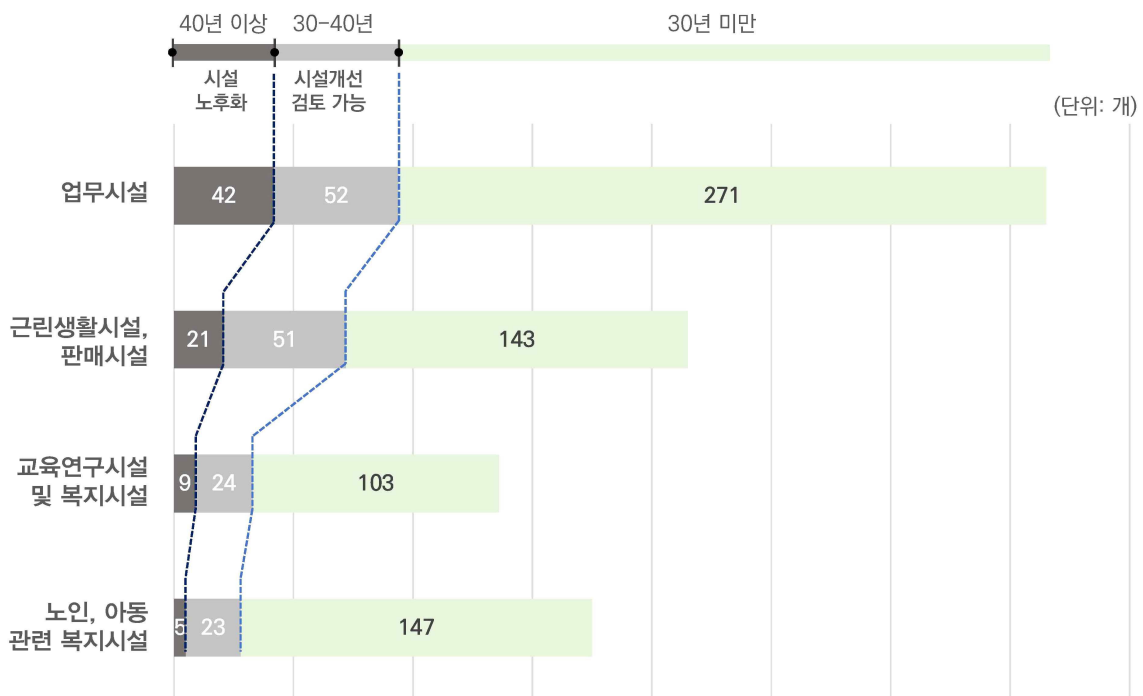 40년 이상 30-40년 30년 미만
시설
노후화
시설개선
검토 가능
(단위: 개)
업무시설 42 52 271
근린생활시설,
판매시설
21 51 143
교육연구시설
및 복지시설
9 24 103
노인, 아동
관련 복지시설
5 23 147